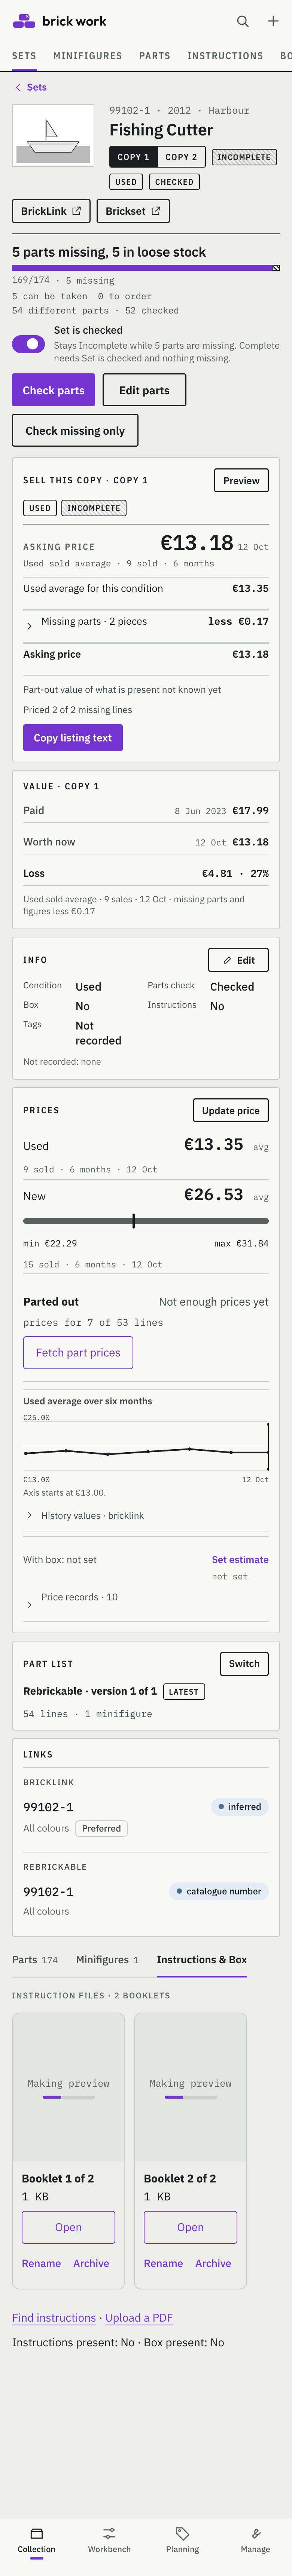 brick work
SETS MINIFIGURES PARTS INSTRUCTIONS BO
Sets
99102-1 · 2012 · Harbour
Fishing Cutter
COPY 1 COPY 2 INCOMPLETE
USED CHECKED
BrickLink Brickset
5 parts missing, 5 in loose stock
169/174 · 5 missing
5 can be taken 0 to order
54 different parts · 52 checked
Set is checked
Stays Incomplete while 5 parts are missing. Complete
needs Set is checked and nothing missing.
Check parts Edit parts
Check missing only
SELL THIS COPY · COPY 1 Preview
USED INCOMPLETE
ASKING PRICE €13.18 12 Oct
Used sold average · 9 sold · 6 months
Used average for this condition €13.35
Missing parts · 2 pieces less €0.17
Asking price €13.18
Part-out value of what is present not known yet
Priced 2 of 2 missing lines
Copy listing text
VALUE · COPY 1
Paid 8 Jun 2023 €17.99
Worth now 12 Oct €13.18
Loss €4.81 · 27%
Used sold average · 9 sales · 12 Oct · missing parts and
figures less €0.17
INFO Edit
Condition Used Parts check Checked
Box No Instructions No
Tags Not
recorded
Not recorded: none
PRICES Update price
Used €13.35 avg
9 sold · 6 months · 12 Oct
New €26.53 avg
min €22.29 max €31.84
15 sold · 6 months · 12 Oct
Parted out Not enough prices yet
prices for 7 of 53 lines
Fetch part prices
Used average over six months
€25.00
€13.00 12 Oct
Axis starts at €13.00.
History values · bricklink
With box: not set Set estimate
not set
Price records · 10
PART LIST Switch
Rebrickable · version 1 of 1 LATEST
54 lines · 1 minifigure
LINKS
BRICKLINK
99102-1 inferred
All colours Preferred
REBRICKABLE
99102-1 catalogue number
All colours
Parts 174 Minifigures 1 Instructions & Box
INSTRUCTION FILES · 2 BOOKLETS
Making preview Making preview
Booklet 1 of 2 Booklet 2 of 2
1 KB 1 KB
Open Open
Rename Archive Rename Archive
Find instructions · Upload a PDF
Instructions present: No · Box present: No
Collection Workbench Planning Manage